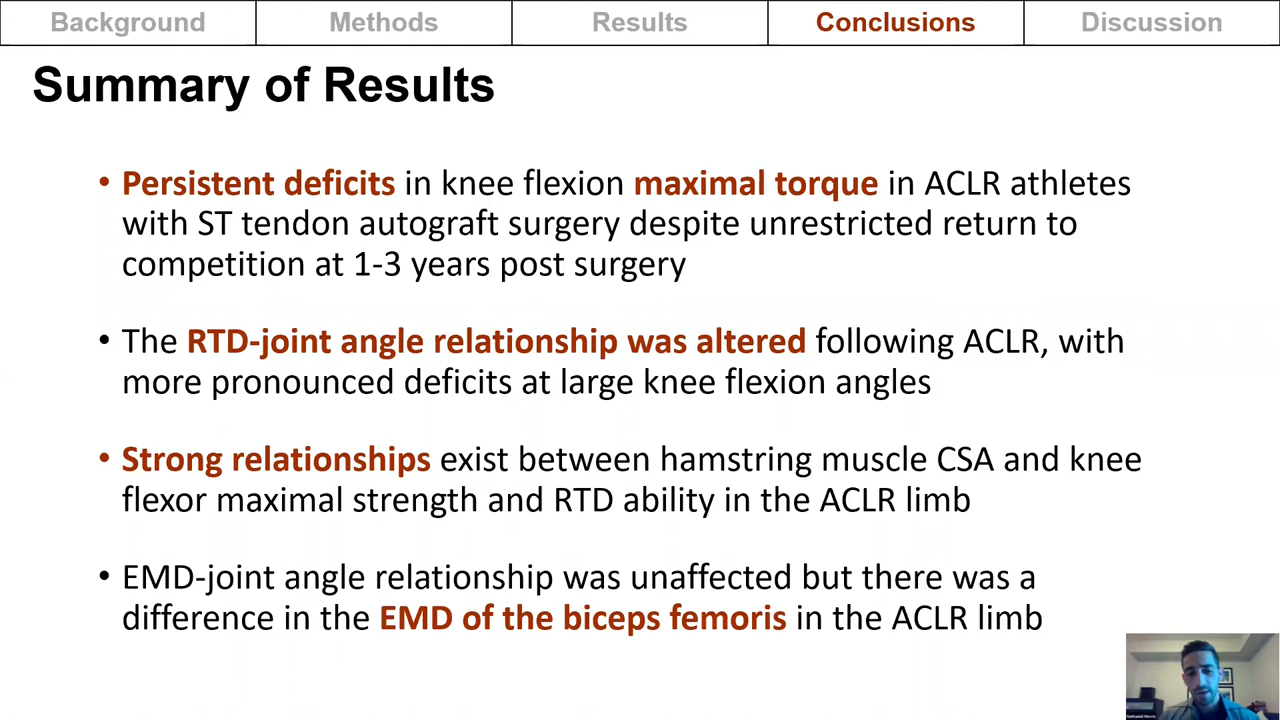 Background Methods Results Conclusions Discussion
Summary of Results
• Persistent deficits in knee flexion maximal torque in ACLR athletes
with ST tendon autograft surgery despite unrestricted return to
competition at 1-3 years post surgery
• The RTD-joint angle relationship was altered following ACLR, with
more pronounced deficits at large knee flexion angles
• Strong relationships exist between hamstring muscle CSA and knee
flexor maximal strength and RTD ability in the ACLR limb
• EMD-joint angle relationship was unaffected but there was a
difference in the EMD of the biceps femoris in the ACLR limb